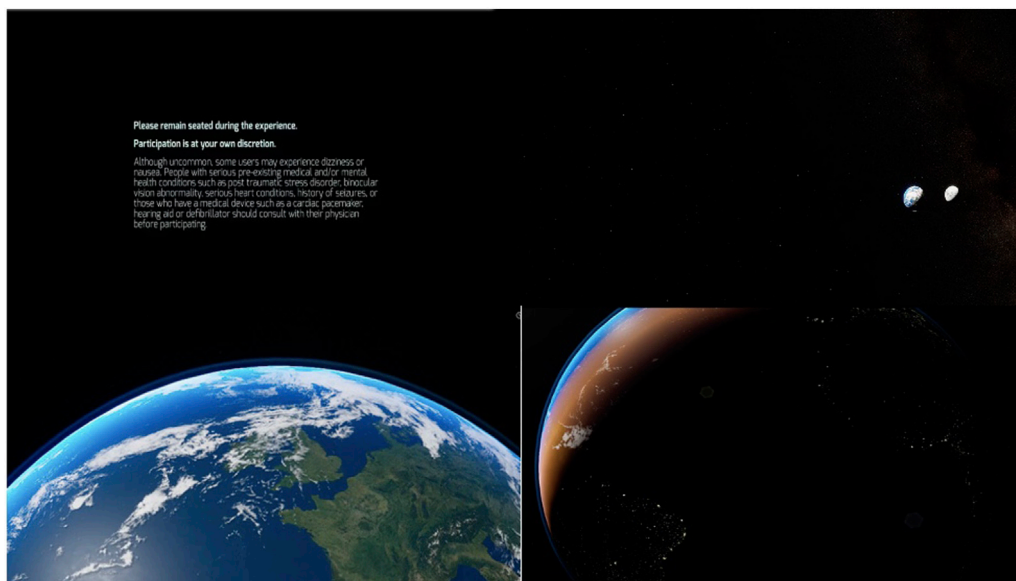 Please remain seated during the experience.
Participation is at your own discretion.
Although uncommon, some users may experience dizziness or
nausea. People with serious pre-existing medical and/or mental
health conditions such as post traumatic stress disorder, binocular
vision abnormality, serious heart conditions, history of seizures, or
those who have a medical device such as a cardiac pacemaker,
hearing aid or defibrillator should consult with their physician
before participating.